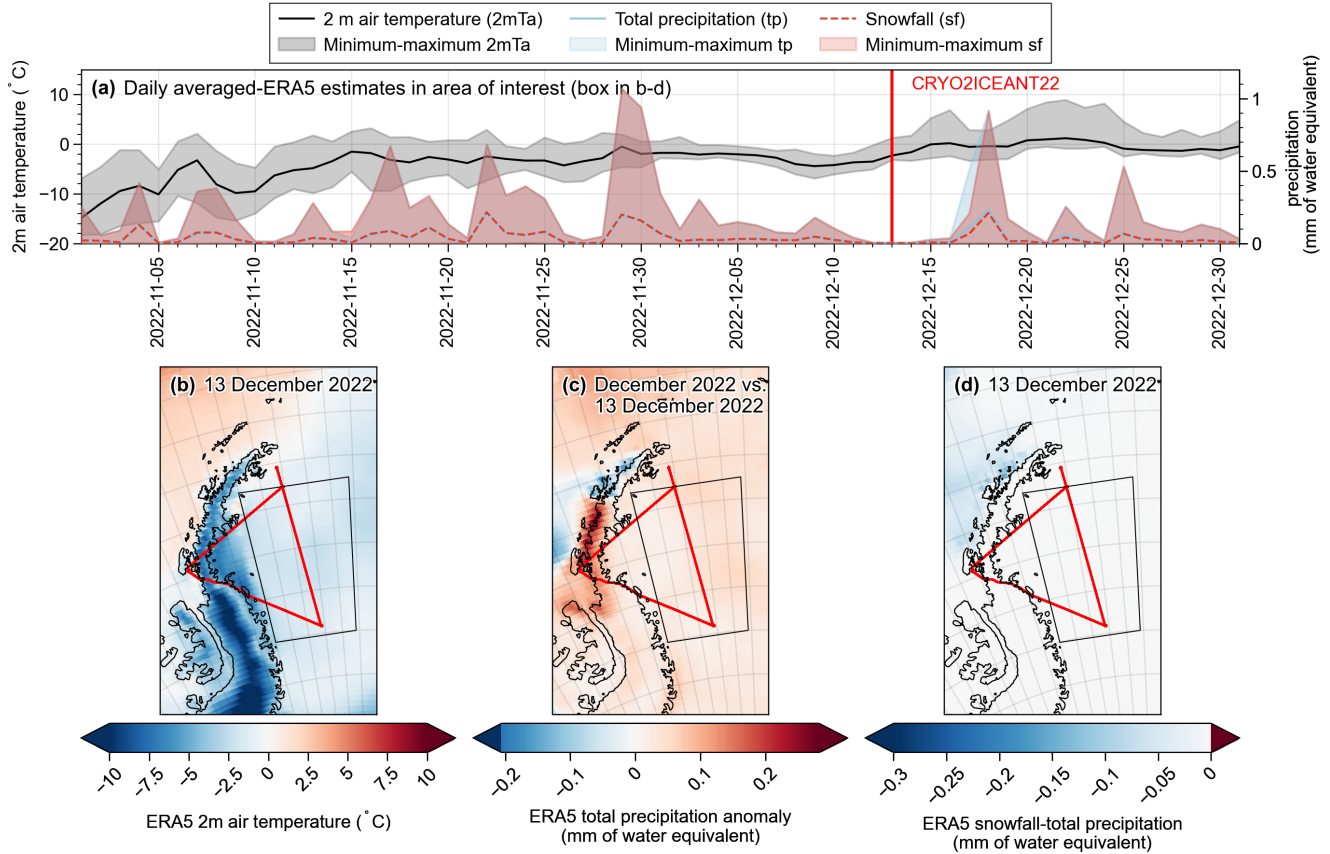 2 m air temperature (2mTa)
Total precipitation (tp)
Snowfall (sf)
Minimum-maximum 2mTa
Minimum-maximum tp
Minimum-maximum sf
(a) Daily averaged-ERA5 estimates in area of interest (box in b-d)
CRYO2ICEANT22
2m air temperature (˚C)
10
0
−10
−20
1
0.5
0
precipitation
(mm of water equivalent)
2022-11-05
2022-11-10
2022-11-15
2022-11-20
2022-11-25
2022-11-30
2022-12-05
2022-12-10
2022-12-15
2022-12-20
2022-12-25
2022-12-30
(b) 13 December 2022
(c) December 2022 vs.
13 December 2022
(d) 13 December 2022
−10
−7.5
−5
−2.5
0
2.5
5
7.5
10
ERA5 2m air temperature (˚C)
−0.2
−0.1
0
0.1
0.2
ERA5 total precipitation anomaly
(mm of water equivalent)
−0.3
−0.25
−0.2
−0.15
−0.1
−0.05
0
ERA5 snowfall-total precipitation
(mm of water equivalent)